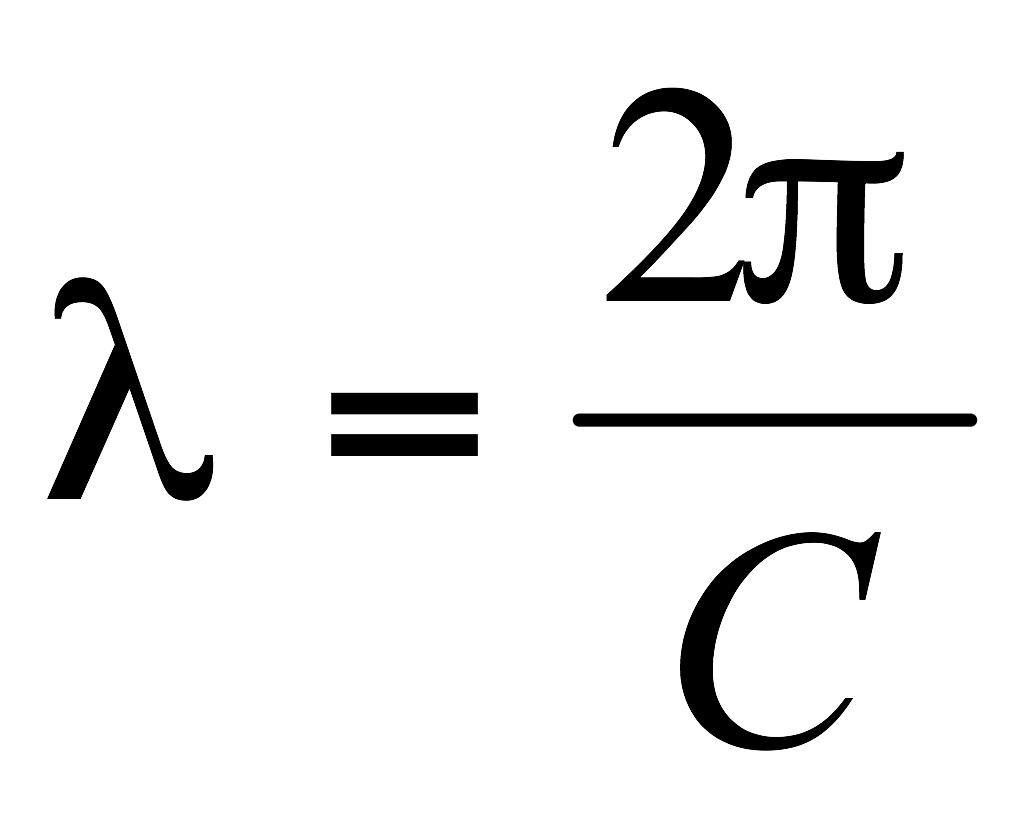 λ = 2π / C